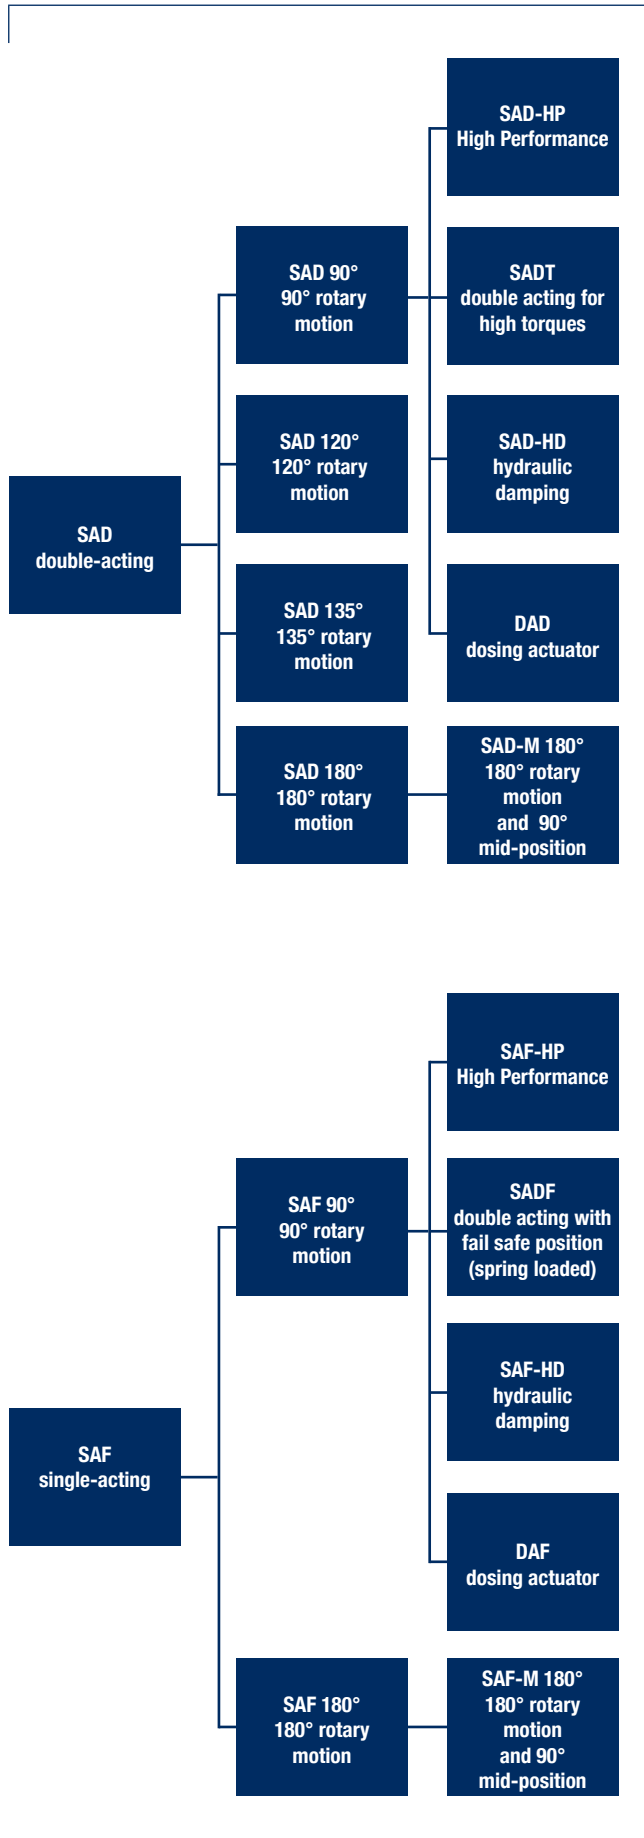 SAD-HP
High Performance
SAD 90°
90° rotary
motion
SADT
double acting for
high torques
SAD 120°
120° rotary
motion
SAD-HD
hydraulic
damping
SAD
double-acting
SAD 135°
135° rotary
motion
DAD
dosing actuator
SAD 180°
180° rotary
motion
SAD-M 180°
180° rotary
motion
and 90°
mid-position
SAF-HP
High Performance
SAF 90°
90° rotary
motion
SADF
double acting with
fail safe position
(spring loaded)
SAF-HD
hydraulic
damping
SAF
single-acting
DAF
dosing actuator
SAF 180°
180° rotary
motion
SAF-M 180°
180° rotary
motion
and 90°
mid-position